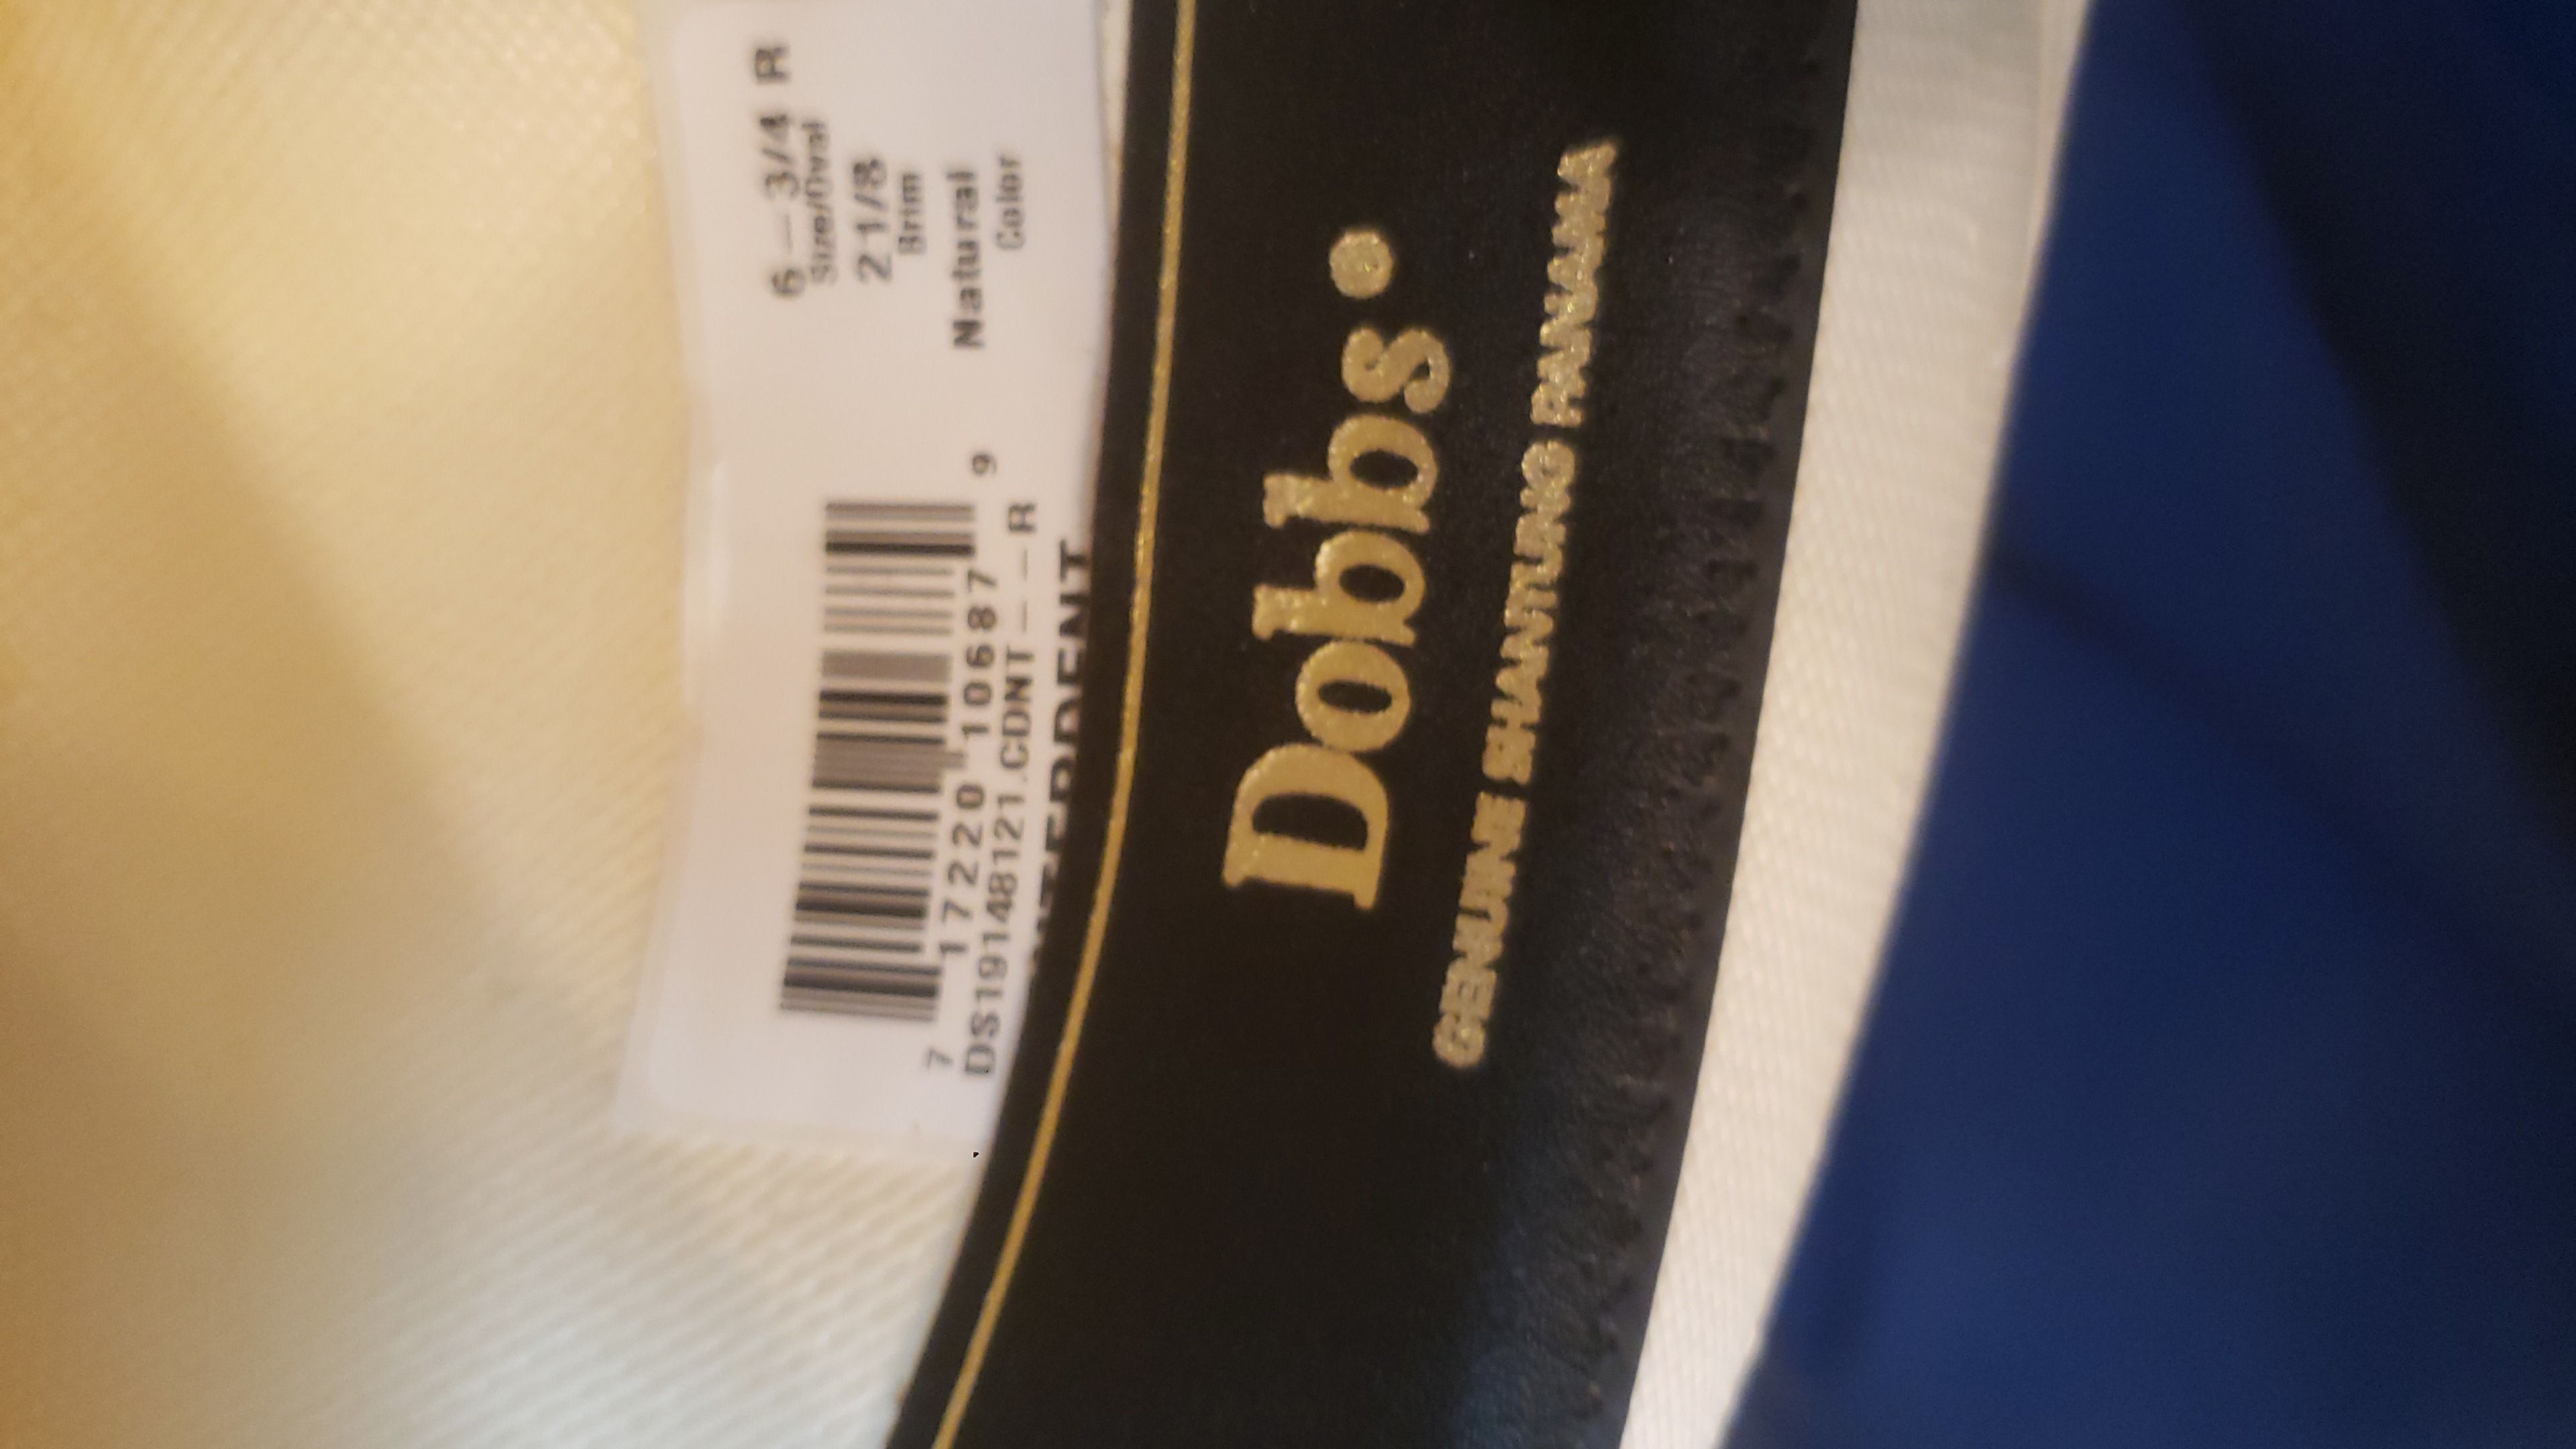 6-3/4 R
Size/Oval
2 1/8
Brim
Natural
Color
7 17220 10687 9
DS19148121.CDNT--R
Dobbs®
GENUINE SHANTUNG PANAMA